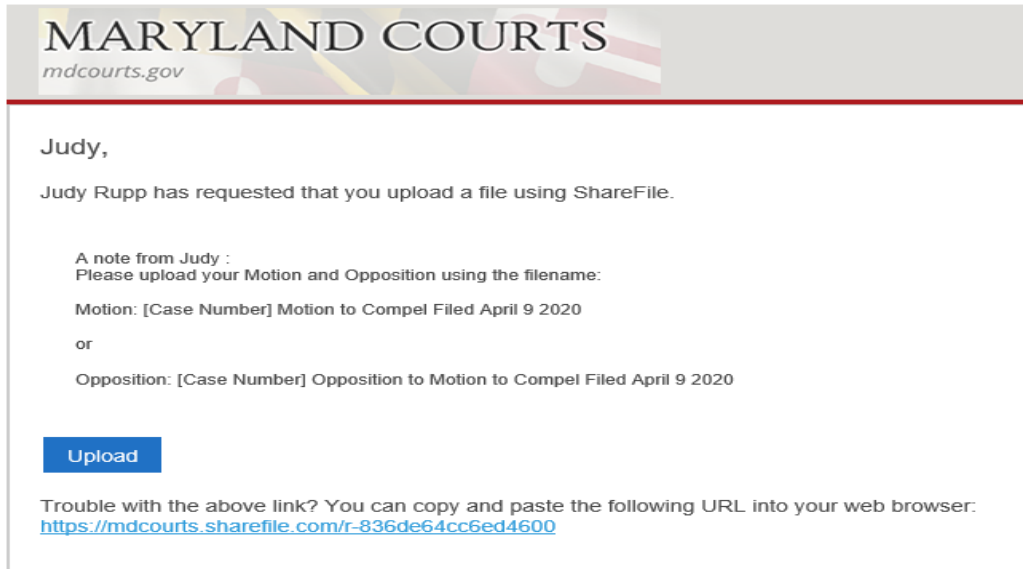 MARYLAND COURTS
mdcourts.gov
Judy,
Judy Rupp has requested that you upload a file using ShareFile.
A note from Judy :
Please upload your Motion and Opposition using the filename:
Motion: [Case Number] Motion to Compel Filed April 9 2020
or
Opposition: [Case Number] Opposition to Motion to Compel Filed April 9 2020
Upload
Trouble with the above link? You can copy and paste the following URL into your web browser:
https://mdcourts.sharefile.com/r-836de64cc6ed4600